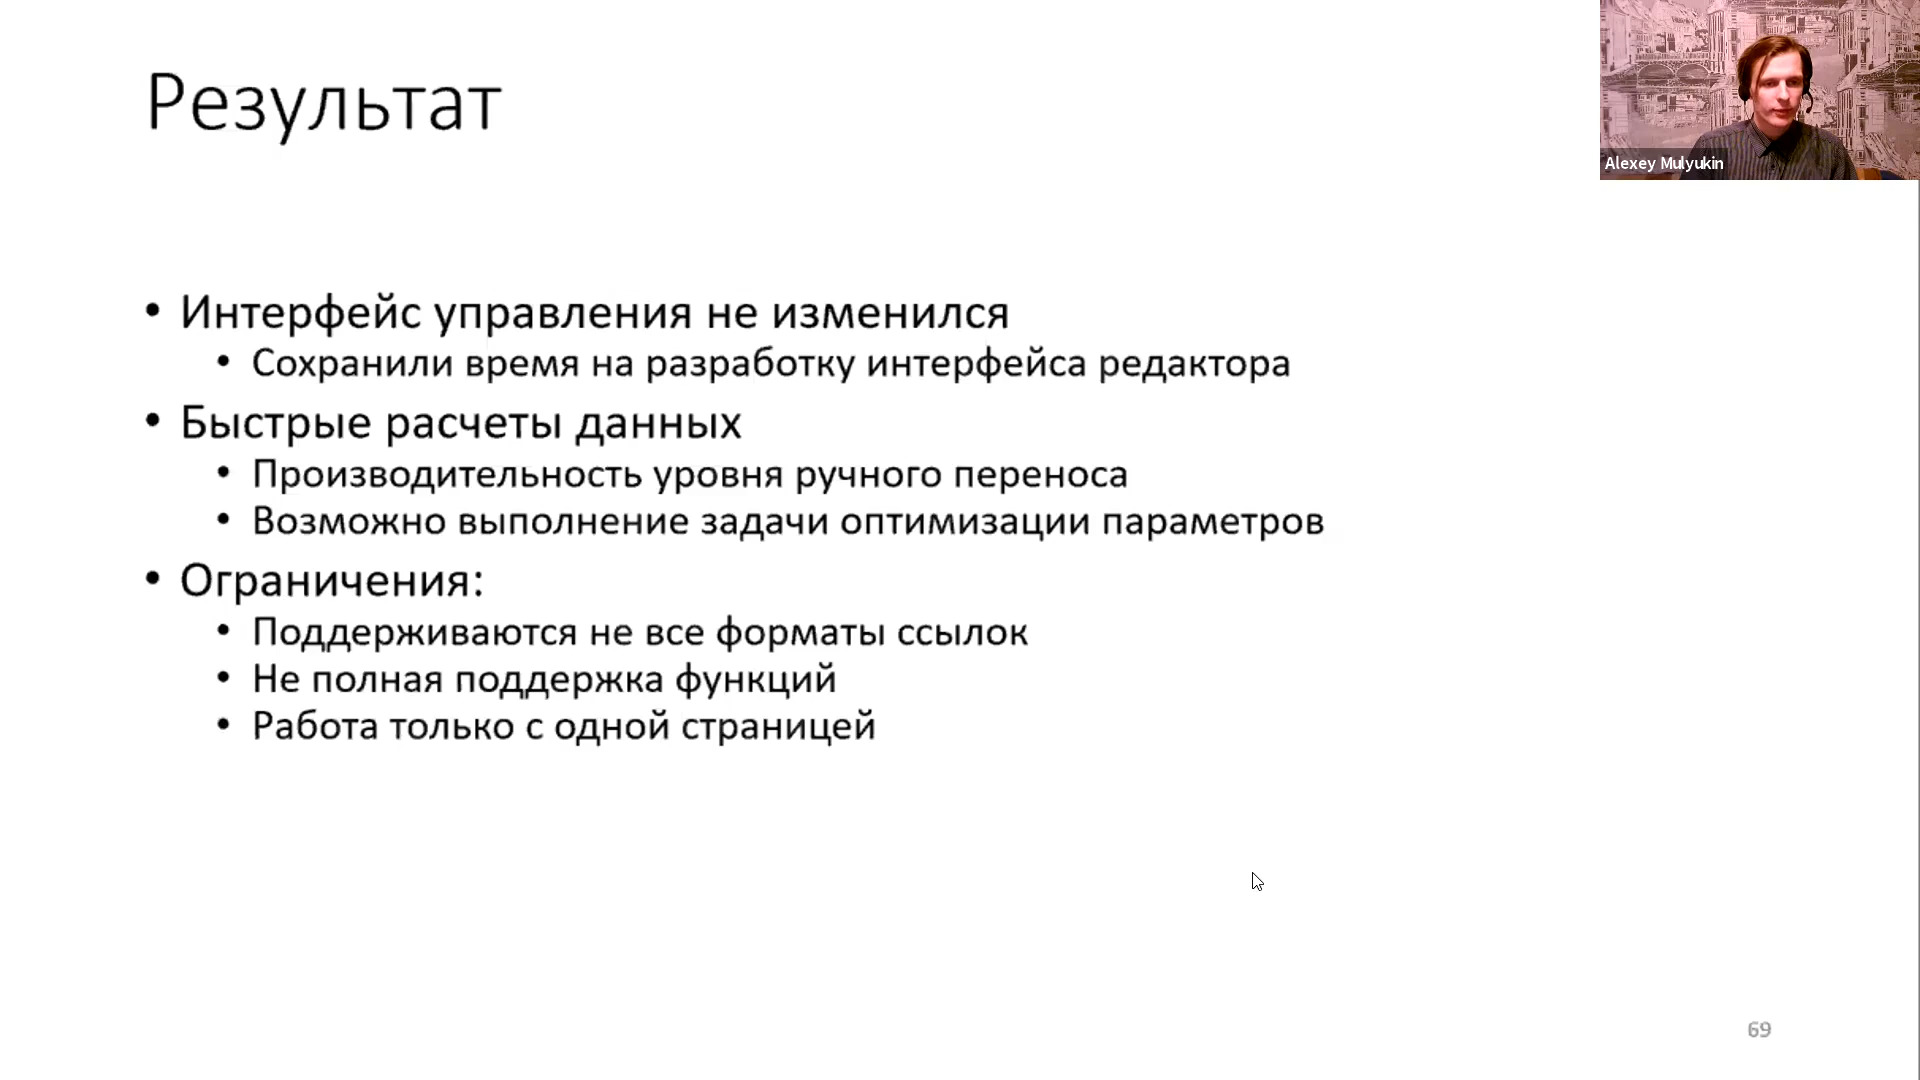 Результат
Alexey Mulyukin
• Интерфейс управления не изменился
• Сохранили время на разработку интерфейса редактора
• Быстрые расчеты данных
• Производительность уровня ручного переноса
• Возможно выполнение задачи оптимизации параметров
• Ограничения:
• Поддерживаются не все форматы ссылок
• Не полная поддержка функций
• Работа только с одной страницей
69